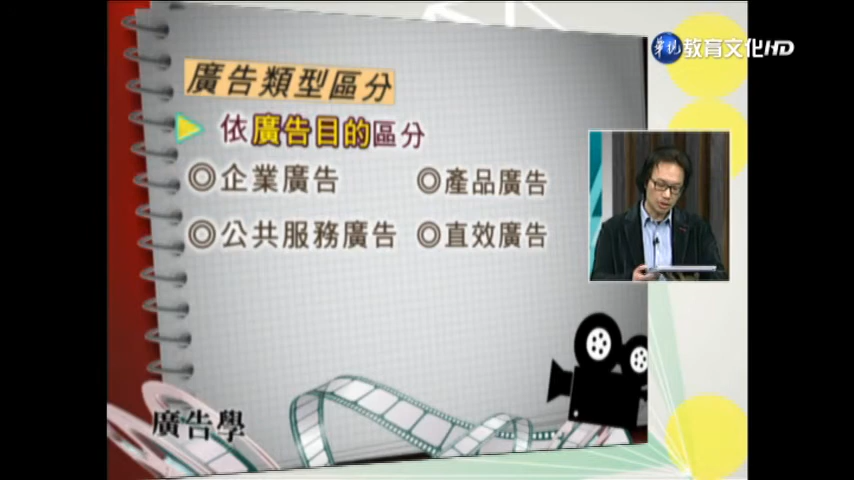 華視 教育文化HD
廣告類型區分
依廣告目的區分
◎企業廣告 ◎產品廣告
◎公共服務廣告 ◎直效廣告
廣告學